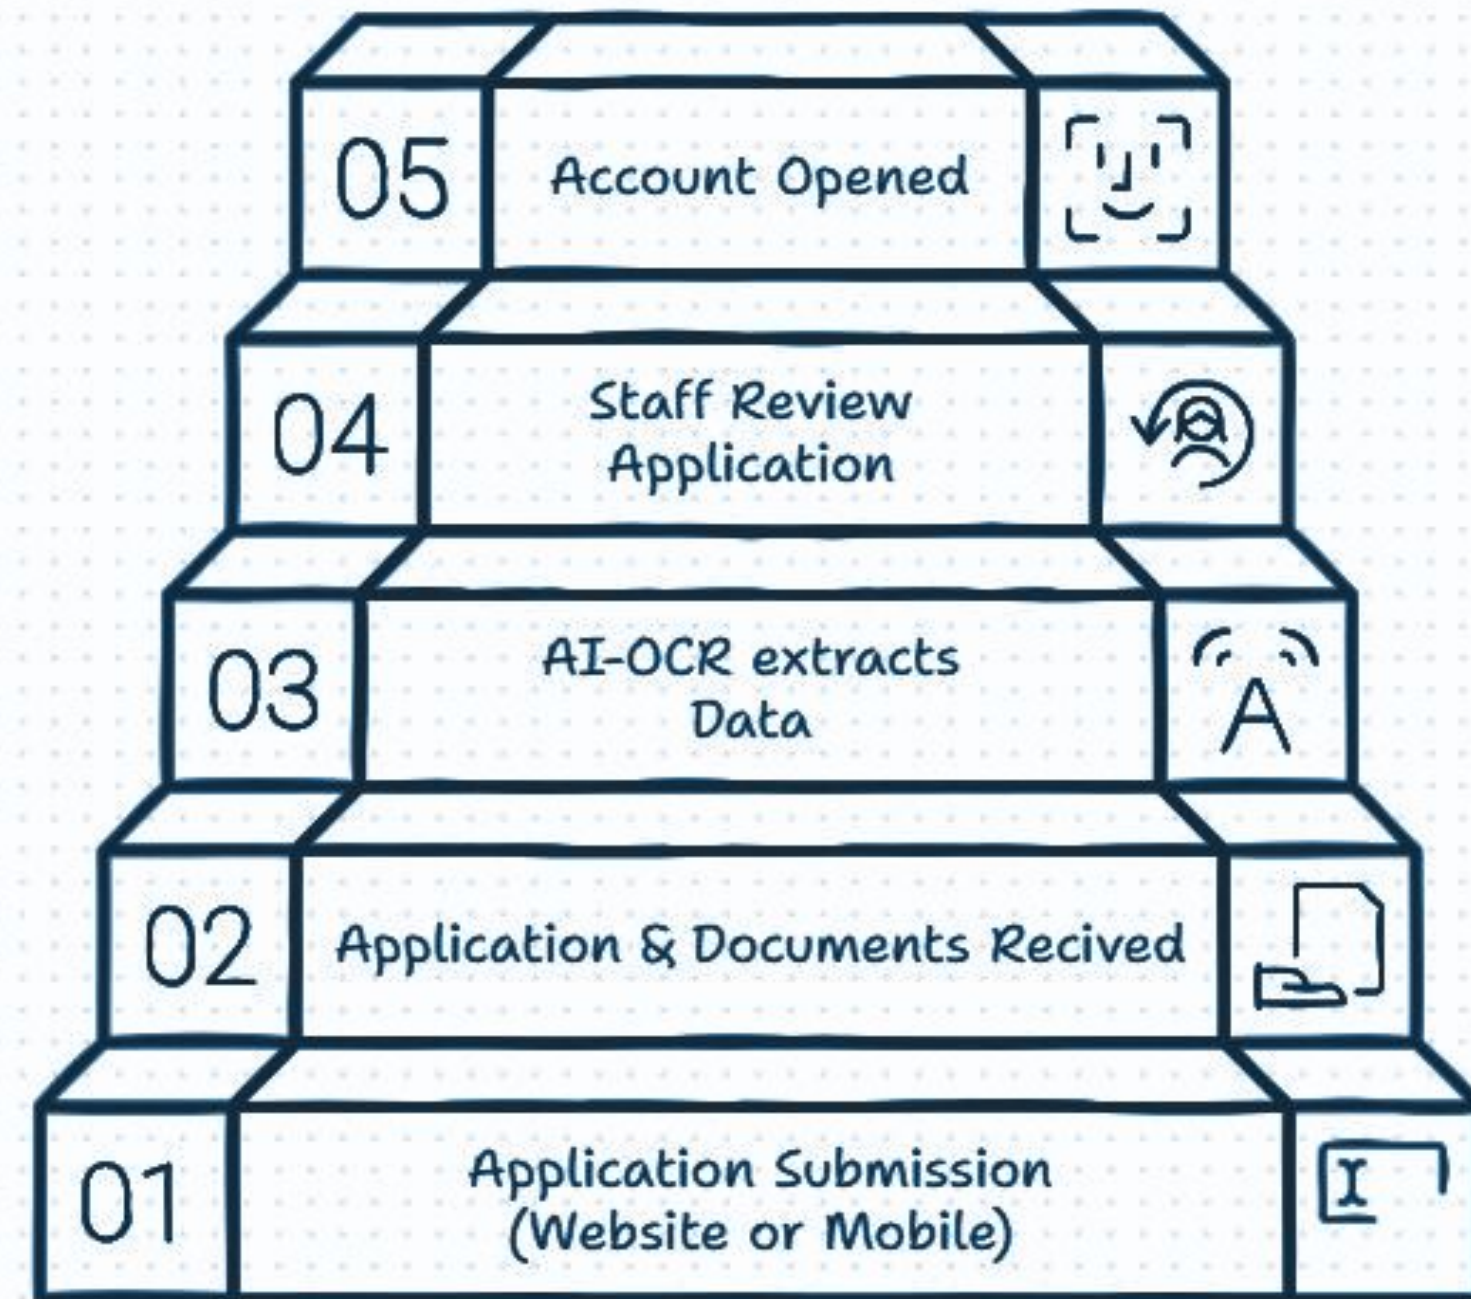 05
Account Opened
04
Staff Review
Application
03
AI-OCR extracts
Data
A
02
Application & Documents Recived
01
Application Submission
(Website or Mobile)